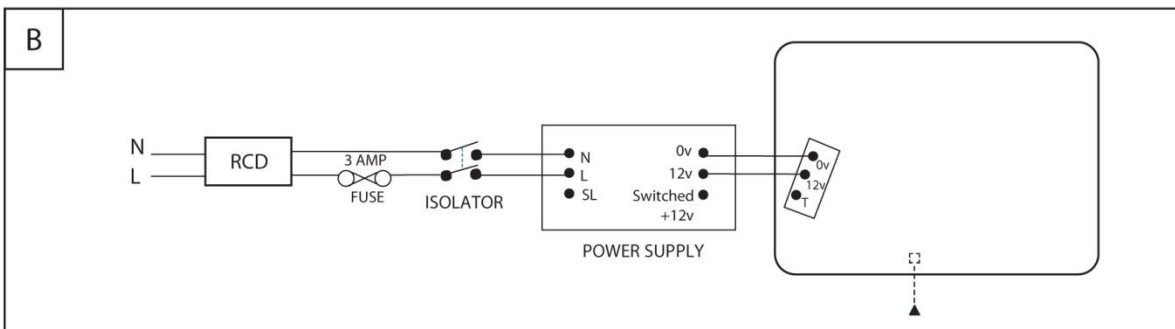 B
N
L
RCD
3 AMP
FUSE
ISOLATOR
N
L
SL
0v
12v
Switched
+12v
POWER SUPPLY
0v
12v
T